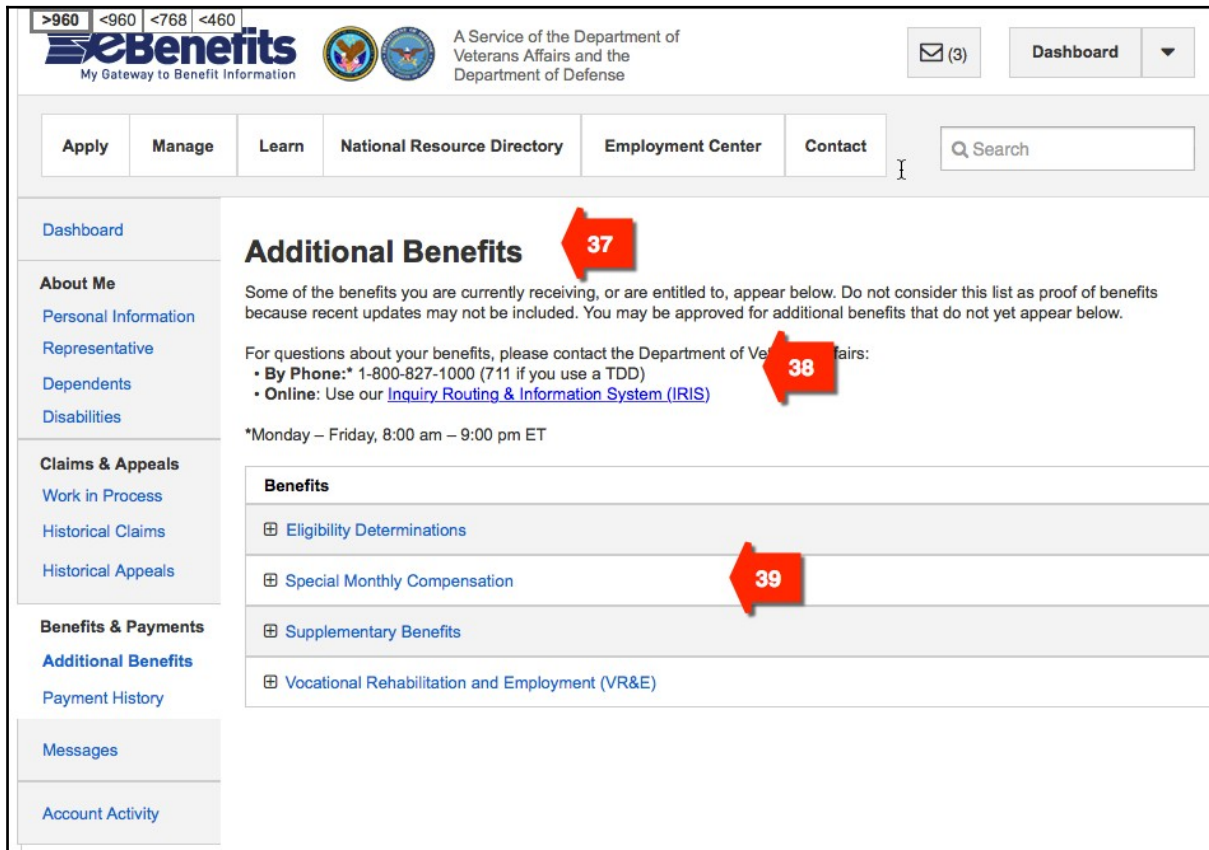 >960 <960 <768 <460
eBenefits
My Gateway to Benefit Information
A Service of the Department of
Veterans Affairs and the
Department of Defense
(3)
Dashboard
Apply Manage Learn National Resource Directory Employment Center Contact
Search
Dashboard
About Me
Personal Information
Representative
Dependents
Disabilities
Claims & Appeals
Work in Process
Historical Claims
Historical Appeals
Benefits & Payments
Additional Benefits
Payment History
Messages
Account Activity
Additional Benefits
37
Some of the benefits you are currently receiving, or are entitled to, appear below. Do not consider this list as proof of benefits
because recent updates may not be included. You may be approved for additional benefits that do not yet appear below.
For questions about your benefits, please contact the Department of Ve fairs:
38
• By Phone:* 1-800-827-1000 (711 if you use a TDD)
• Online: Use our Inquiry Routing & Information System (IRIS)
*Monday – Friday, 8:00 am – 9:00 pm ET
Benefits
Eligibility Determinations
Special Monthly Compensation
39
Supplementary Benefits
Vocational Rehabilitation and Employment (VR&E)